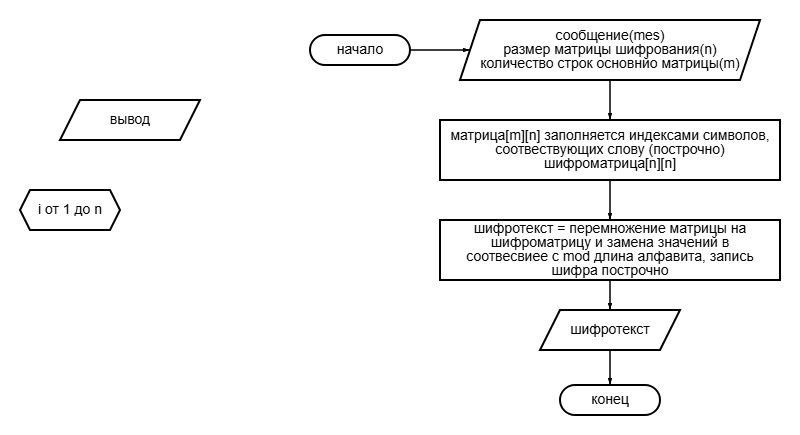 начало
сообщение(mes)
размер матрицы шифрования(n)
количество строк основнйо матрицы(m)
вывод
матрица[m][n] заполняется индексами символов,
соотвествующих слову (построчно)
шифроматрица[n][n]
i от 1 до n
шифротекст = перемножение матрицы на
шифроматрицу и замена значений в
соотвесвиее с mod длина алфавита, запись
шифра построчно
шифротекст
конец